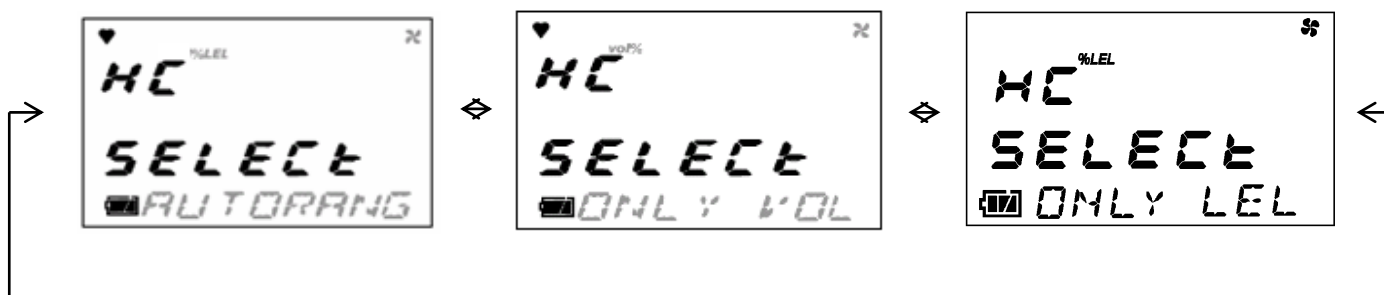 HC %LEL
SELECt
AUTORANG
HC vol%
SELECt
ONLY VOL
HC %LEL
SELECt
ONLY LEL